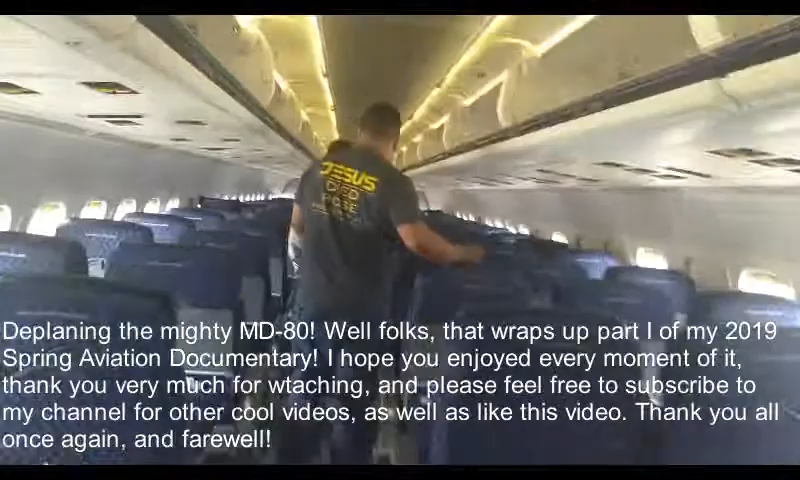 JESUS
DIED
ROSE
Deplaning the mighty MD-80! Well folks, that wraps up part I of my 2019
Spring Aviation Documentary! I hope you enjoyed every moment of it,
thank you very much for wtaching, and please feel free to subscribe to
my channel for other cool videos, as well as like this video. Thank you all
once again, and farewell!